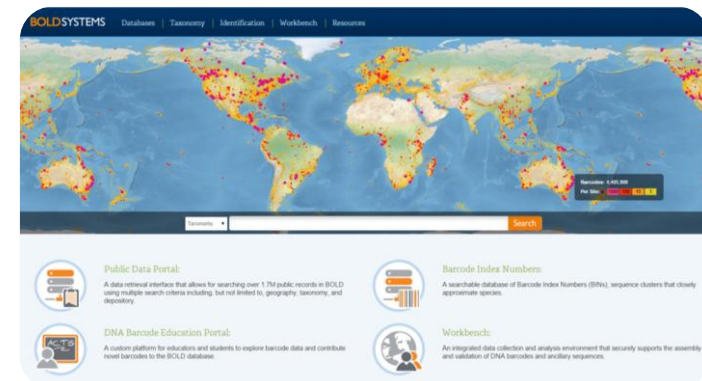 BOLDSYSTEMS Databases | Taxonomy | Identification | Workbench | Resources
Per Site:
Taxonomy Search
Public Data Portal:
A data retrieval interface that allows for searching over 1.7M public records in BOLD
using multiple search criteria including, but not limited to, geography, taxonomy, and
depository.
Barcode Index Numbers:
A searchable database of Barcode Index Numbers (BINs), sequence clusters that closely
approximate species.
ACTG
DNA Barcode Education Portal:
A custom platform for educators and students to explore barcode data and contribute
novel barcodes to the BOLD database.
Workbench:
An integrated data collection and analysis environment that securely supports the assembly
and validation of DNA barcodes and ancillary sequences.